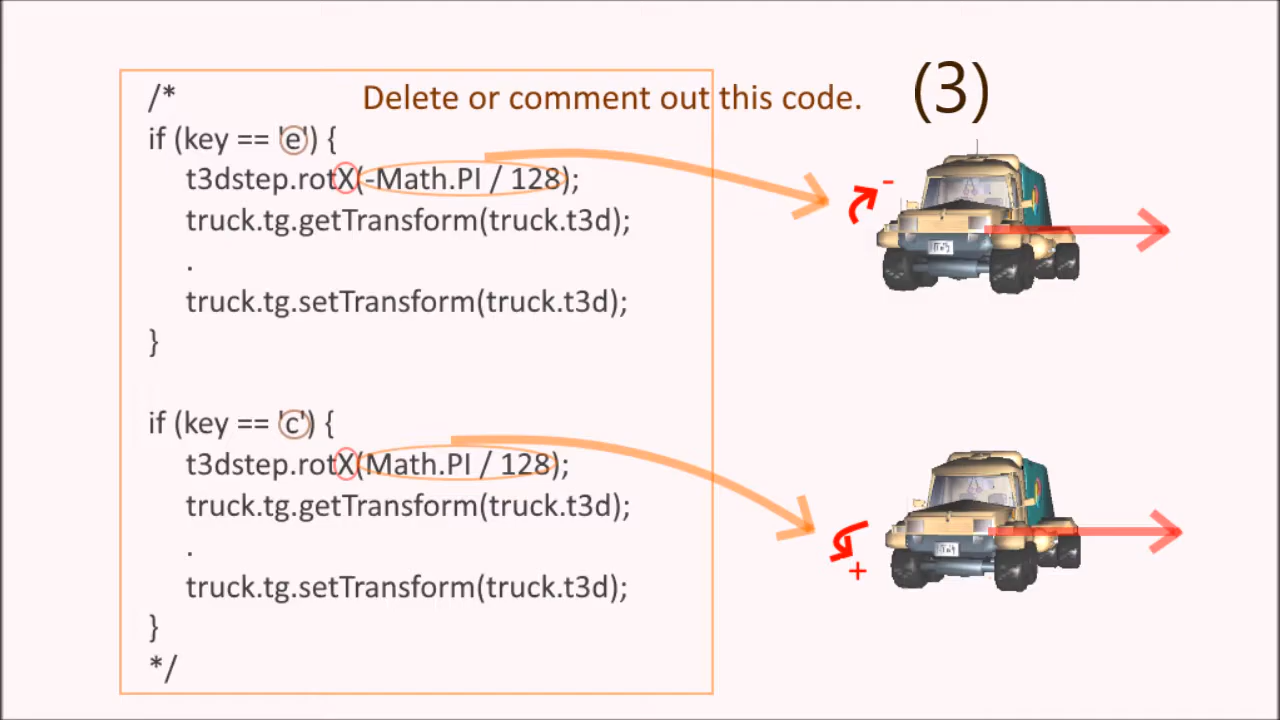 /*
Delete or comment out this code.
(3)
if (key == 'e') {
t3dstep.rotX(-Math.PI / 128);
truck.tg.getTransform(truck.t3d);
.
truck.tg.setTransform(truck.t3d);
}
-
if (key == 'c') {
t3dstep.rotX(Math.PI / 128);
truck.tg.getTransform(truck.t3d);
.
truck.tg.setTransform(truck.t3d);
}
*/
+